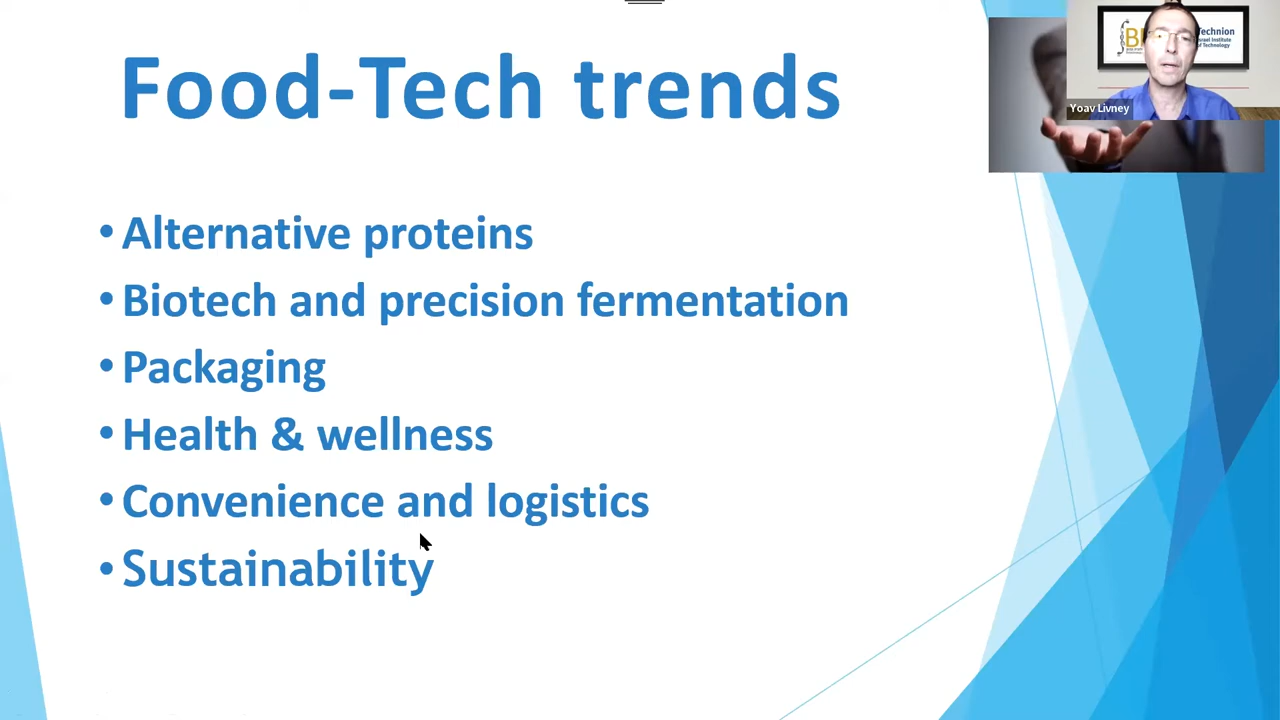 Food-Tech trends
• Alternative proteins
• Biotech and precision fermentation
• Packaging
• Health & wellness
• Convenience and logistics
• Sustainability
Technion
Israel Institute
of Technology
Yoav Livney